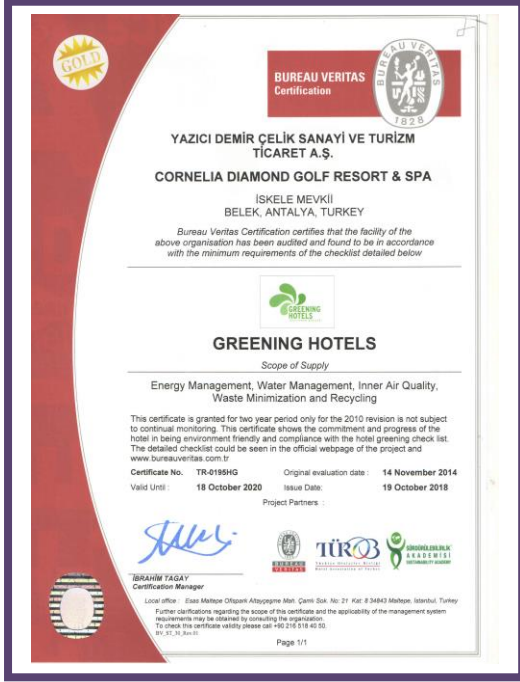 GOLD
BUREAU VERITAS
Certification
BUREAU VERITAS
1828
YAZICI DEMİR ÇELİK SANAYİ VE TURİZM
TİCARET A.Ş.
CORNELIA DIAMOND GOLF RESORT & SPA
İSKELE MEVKİİ
BELEK, ANTALYA, TURKEY
Bureau Veritas Certification certifies that the facility of the
above organisation has been audited and found to be in accordance
with the minimum requirements of the checklist detailed below
GREENING
HOTELS
GREENING HOTELS
Scope of Supply
Energy Management, Water Management, Inner Air Quality,
Waste Minimization and Recycling
This certificate is granted for two year period only for the 2010 revision is not subject
to continual monitoring. This certificate shows the commitment and progress of the
hotel in being environment friendly and compliance with the hotel greening check list.
The detailed checklist could be seen in the official webpage of the project and
www.bureauveritas.com.tr
Certificate No. TR-0195HG Original evaluation date : 14 November 2014
Valid Until : 18 October 2020 Issue Date: 19 October 2018
Project Partners :
BUREAU
VERITAS
TÜROB
Hotel Association of Turkey
SÜRDÜRÜLEBİLİRLİK
AKADEMİSİ
SUSTAINABILITY ACADEMY
İBRAHİM TAGAY
Certification Manager
Local office : Esas Maltepe Ofispark Altayçeşme Mah. Çamlı Sok. No: 21 Kat: 8 34843 Maltepe, Istanbul, Turkey
Further clarifications regarding the scope of this certificate and the applicability of the management system
requirements may be obtained by consulting the organization.
To check this certificate validity please call +90 216 518 40 50.
BV_ST_30_Rev.01
Page 1/1